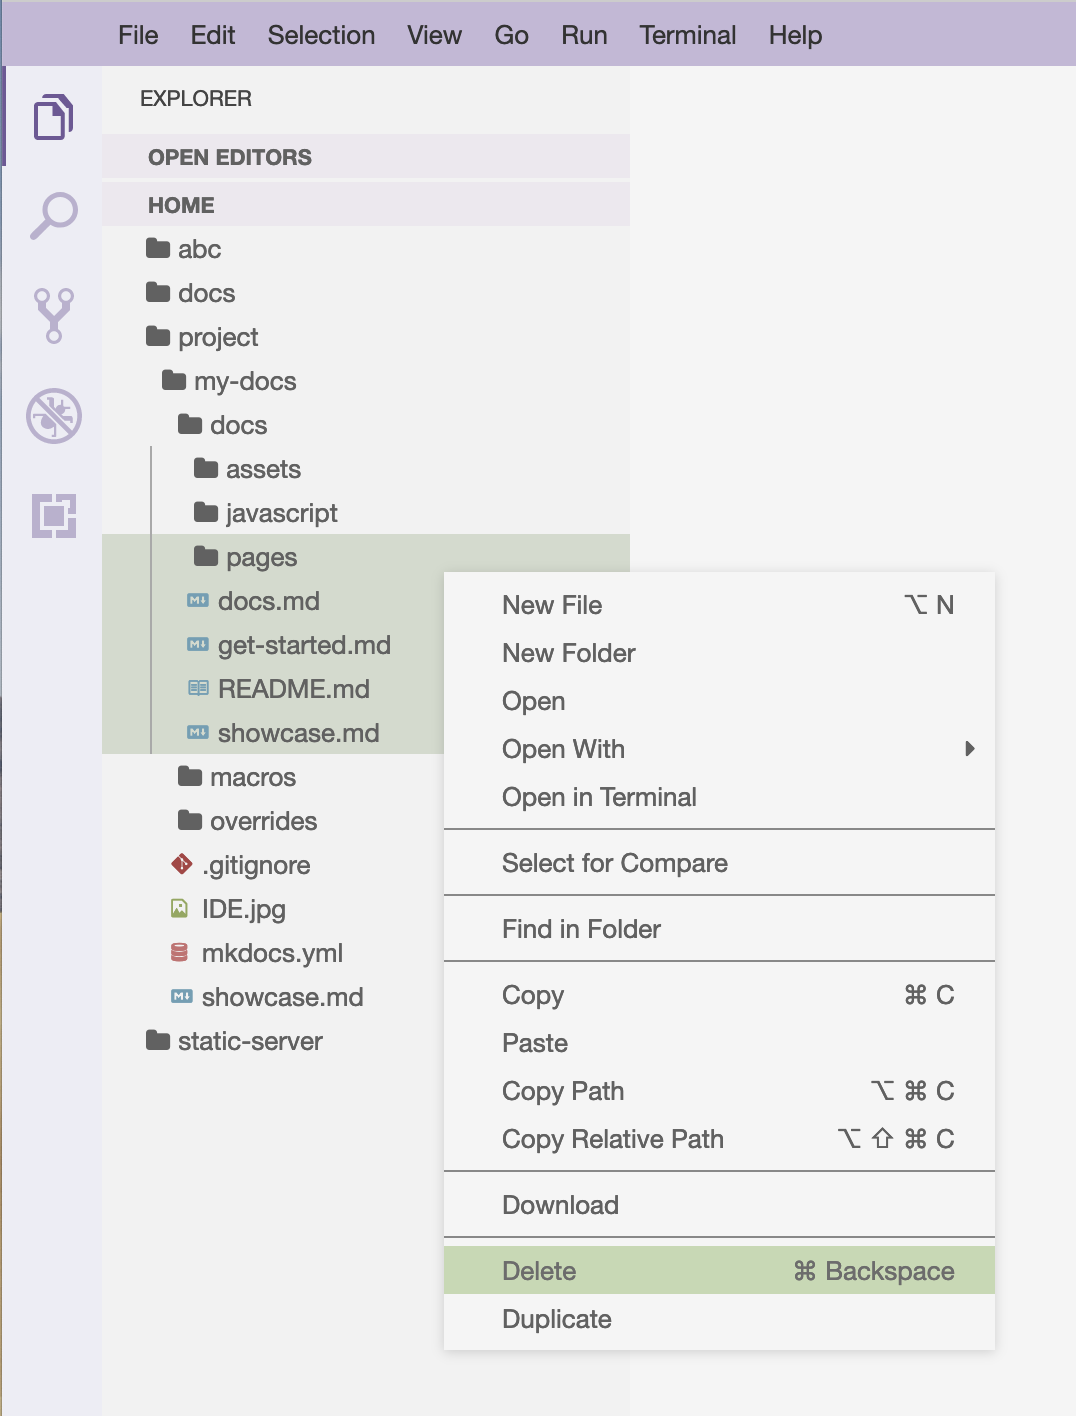 File Edit Selection View Go Run Terminal Help
EXPLORER
OPEN EDITORS
HOME
abc
docs
project
my-docs
docs
assets
javascript
pages
docs.md
get-started.md
README.md
showcase.md
macros
overrides
.gitignore
IDE.jpg
mkdocs.yml
showcase.md
static-server
New File ⌥ N
New Folder
Open
Open With
Open in Terminal
Select for Compare
Find in Folder
Copy ⌘ C
Paste
Copy Path ⌥ ⌘ C
Copy Relative Path ⌥ ⇧ ⌘ C
Download
Delete ⌘ Backspace
Duplicate